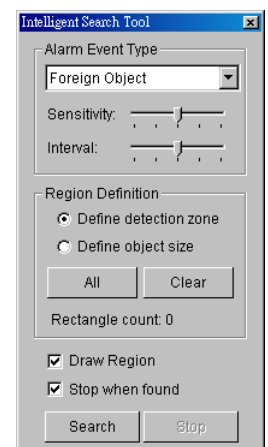 Intelligent Search Tool
Alarm Event Type
Foreign Object
Sensitivity:
Interval:
Region Definition
Define detection zone
Define object size
All Clear
Rectangle count: 0
Draw Region
Stop when found
Search Stop